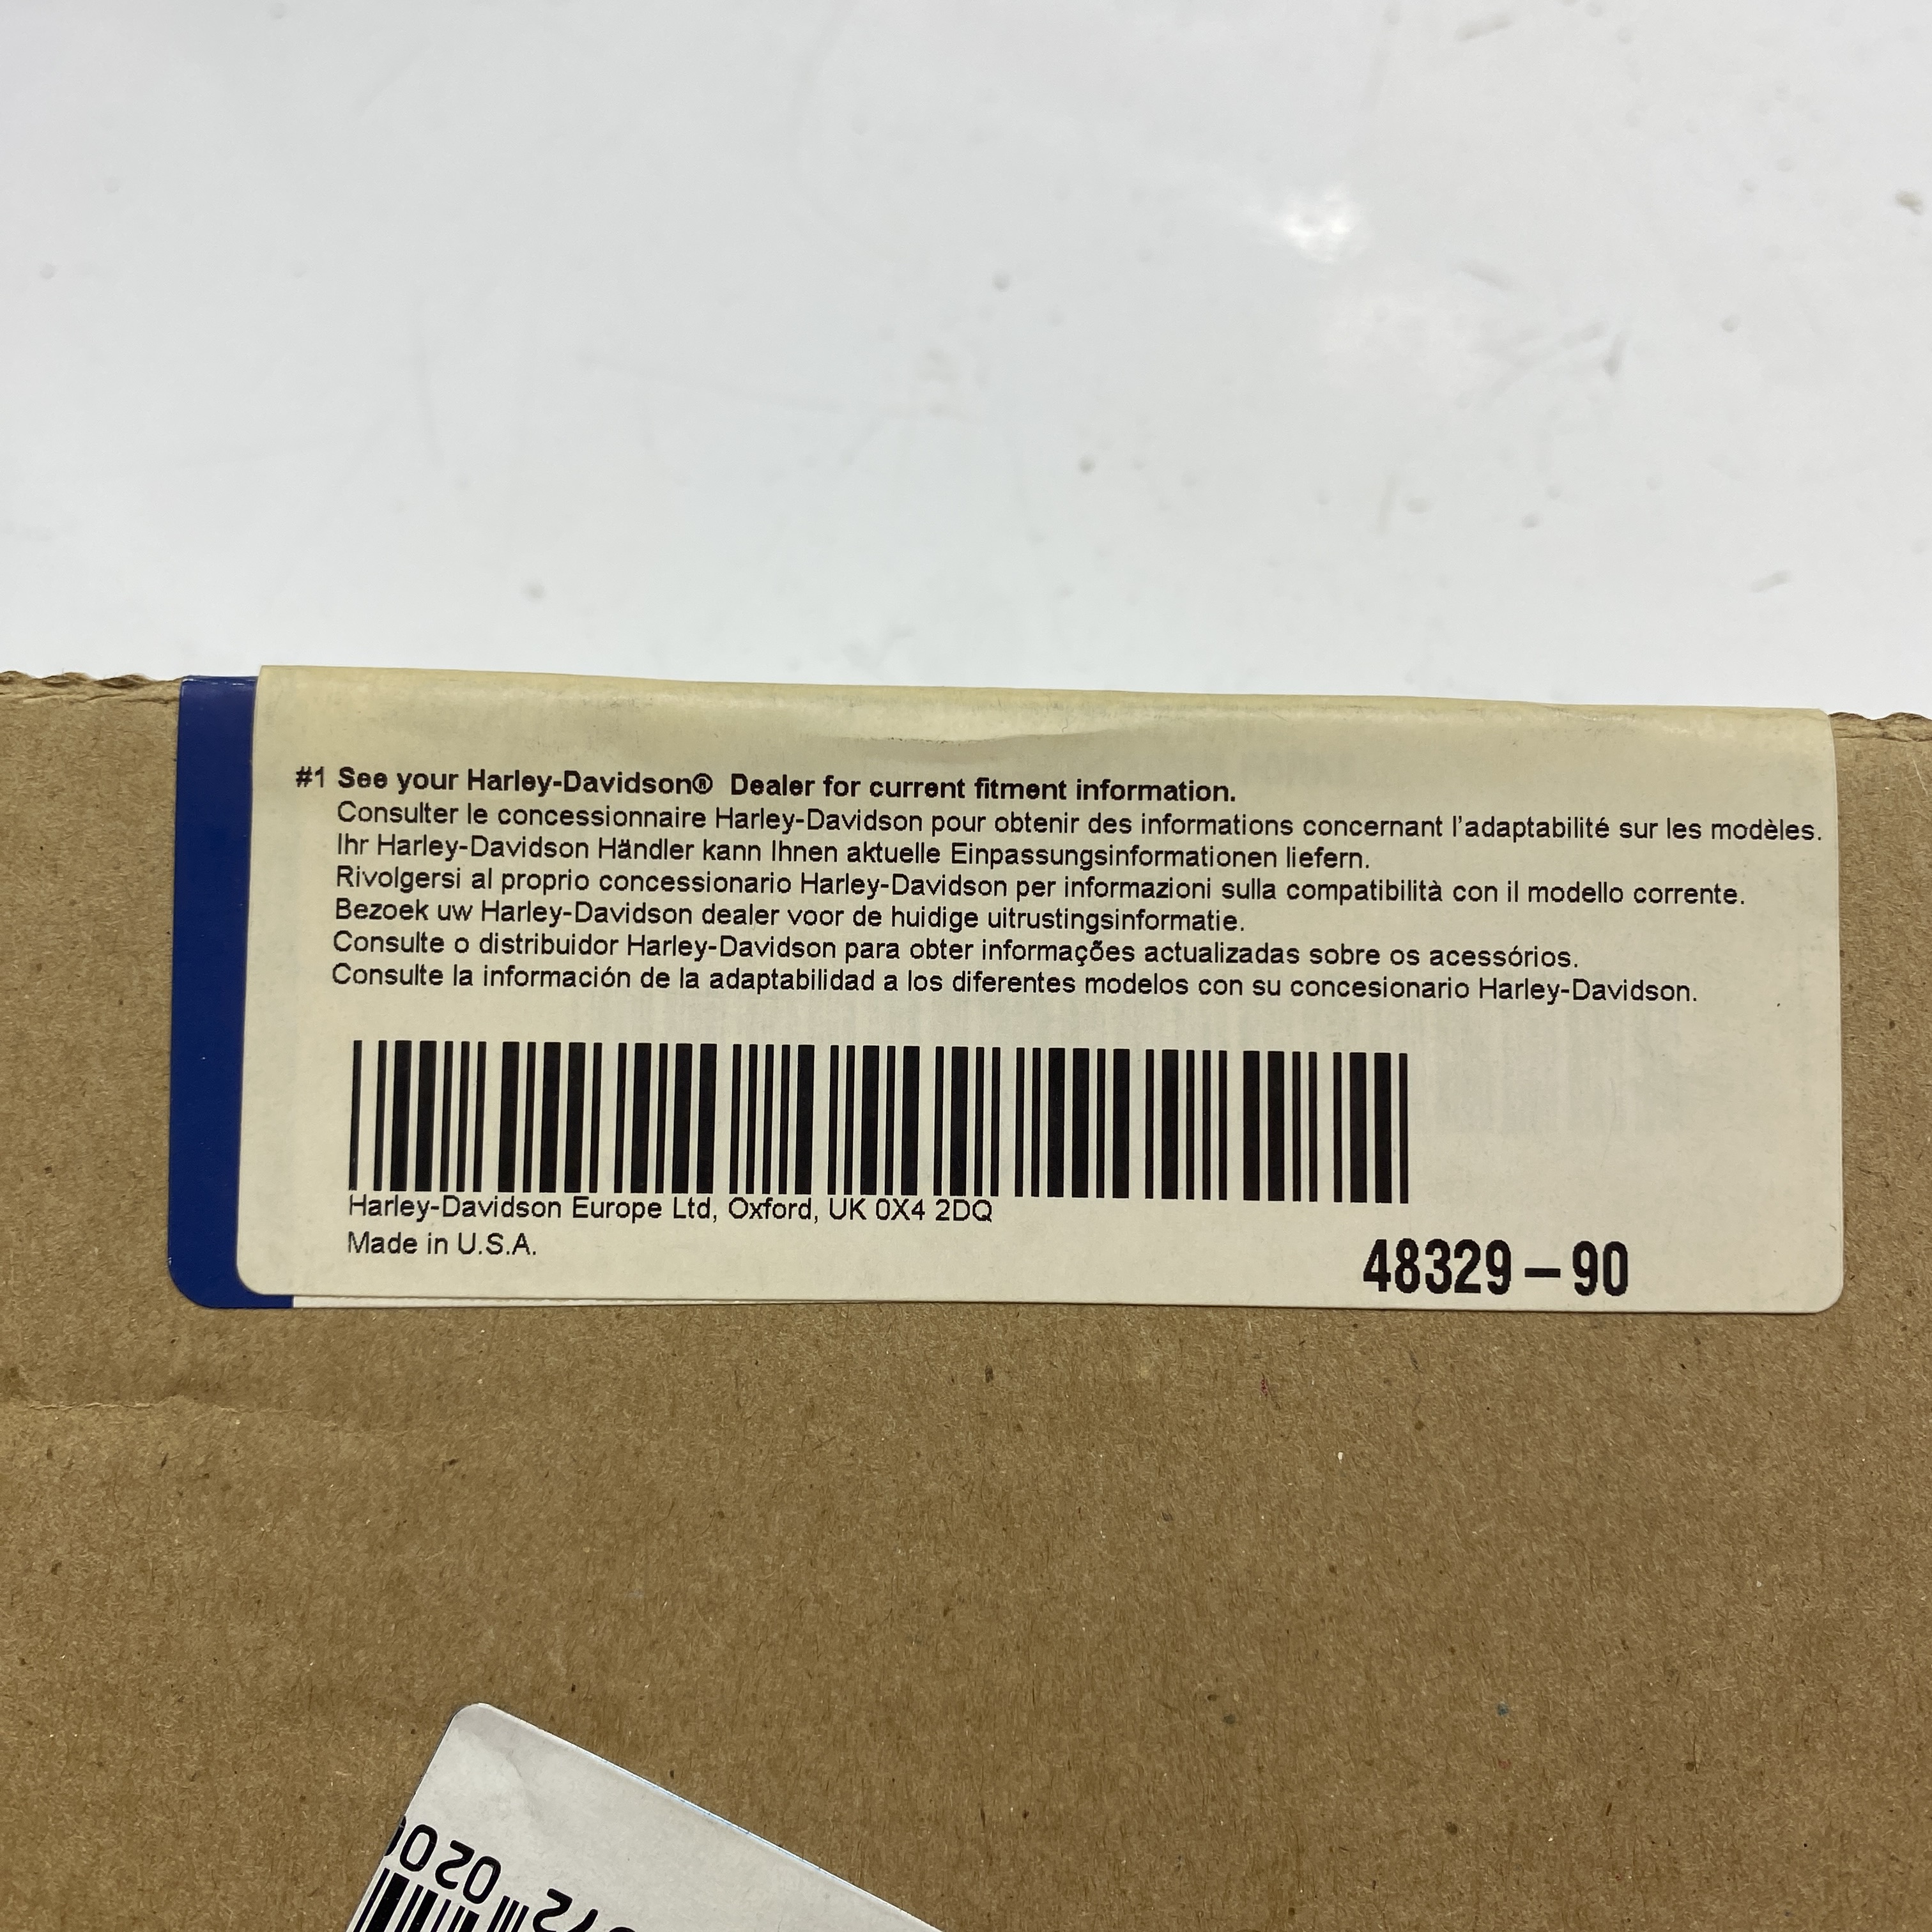 #1 See your Harley-Davidson® Dealer for current fitment information.
Consulter le concessionnaire Harley-Davidson pour obtenir des informations concernant l'adaptabilité sur les modèles.
Ihr Harley-Davidson Händler kann Ihnen aktuelle Einpassungsinformationen liefern.
Rivolgersi al proprio concessionario Harley-Davidson per informazioni sulla compatibilità con il modello corrente.
Bezoek uw Harley-Davidson dealer voor de huidige uitrustingsinformatie.
Consulte o distribuidor Harley-Davidson para obter informações actualizadas sobre os acessórios.
Consulte la información de la adaptabilidad a los diferentes modelos con su concesionario Harley-Davidson.
Harley-Davidson Europe Ltd, Oxford, UK 0X4 2DQ
Made in U.S.A.
48329-90